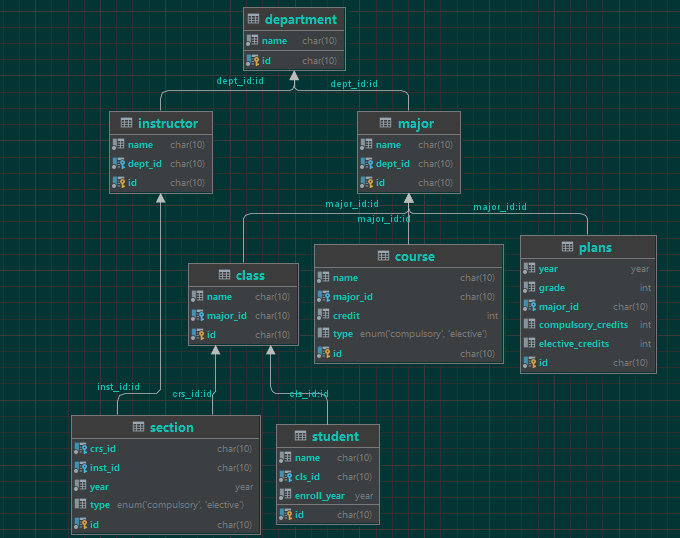 department
name char(10)
id char(10)
dept_id:id
dept_id:id
instructor
name char(10)
dept_id char(10)
id char(10)
major
name char(10)
dept_id char(10)
id char(10)
major_id:id
major_id:id
major_id:id
class
name char(10)
major_id char(10)
id char(10)
course
name char(10)
major_id char(10)
credit int
type enum('compulsory', 'elective')
id char(10)
plans
year year
grade int
major_id char(10)
compulsory_credits int
elective_credits int
id char(10)
inst_id:id
crs_id:id
cls_id:id
section
crs_id char(10)
inst_id char(10)
year year
type enum('compulsory', 'elective')
id char(10)
student
name char(10)
cls_id char(10)
enroll_year year
id char(10)